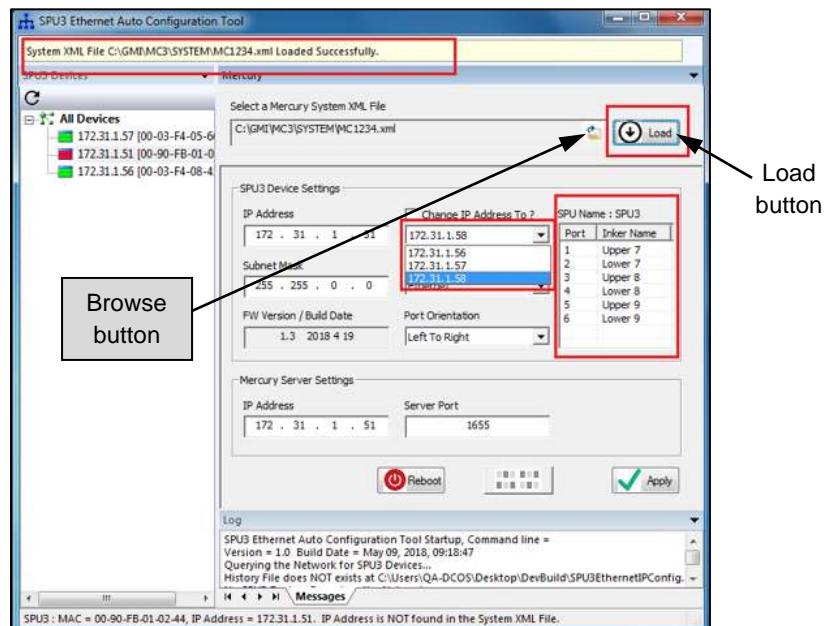 SPU3 Ethernet Auto Configuration Tool
System XML File C:\GMI\MC3\SYSTEM\MC1234.xml Loaded Successfully.
SPU3 Devices
Mercury
All Devices
172.31.1.57 [00-03-F4-05-6
172.31.1.51 [00-90-FB-01-0
172.31.1.56 [00-03-F4-08-4
Select a Mercury System XML File
C:\GMI\MC3\SYSTEM\MC1234.xml
Load
Load
button
SPU3 Device Settings
IP Address
172 . 31 . 1 . 51
Change IP Address To ?
172.31.1.58
172.31.1.56
172.31.1.57
172.31.1.58
Subnet Mask
255 . 255 . 0 . 0
FW Version / Build Date
1.3 2018 4 19
Port Orientation
Left To Right
SPU Name : SPU3
Port Inker Name
1 Upper 7
2 Lower 7
3 Upper 8
4 Lower 8
5 Upper 9
6 Lower 9
Browse
button
Mercury Server Settings
IP Address
172 . 31 . 1 . 51
Server Port
1655
Reboot
Apply
Log
SPU3 Ethernet Auto Configuration Tool Startup, Command line =
Version = 1.0 Build Date = May 09, 2018, 09:18:47
Querying the Network for SPU3 Devices...
History File does NOT exists at C:\Users\QA-DCOS\Desktop\DevBuild\SPU3EthernetIPConfig.
Messages
SPU3 : MAC = 00-90-FB-01-02-44, IP Address = 172.31.1.51. IP Address is NOT found in the System XML File.